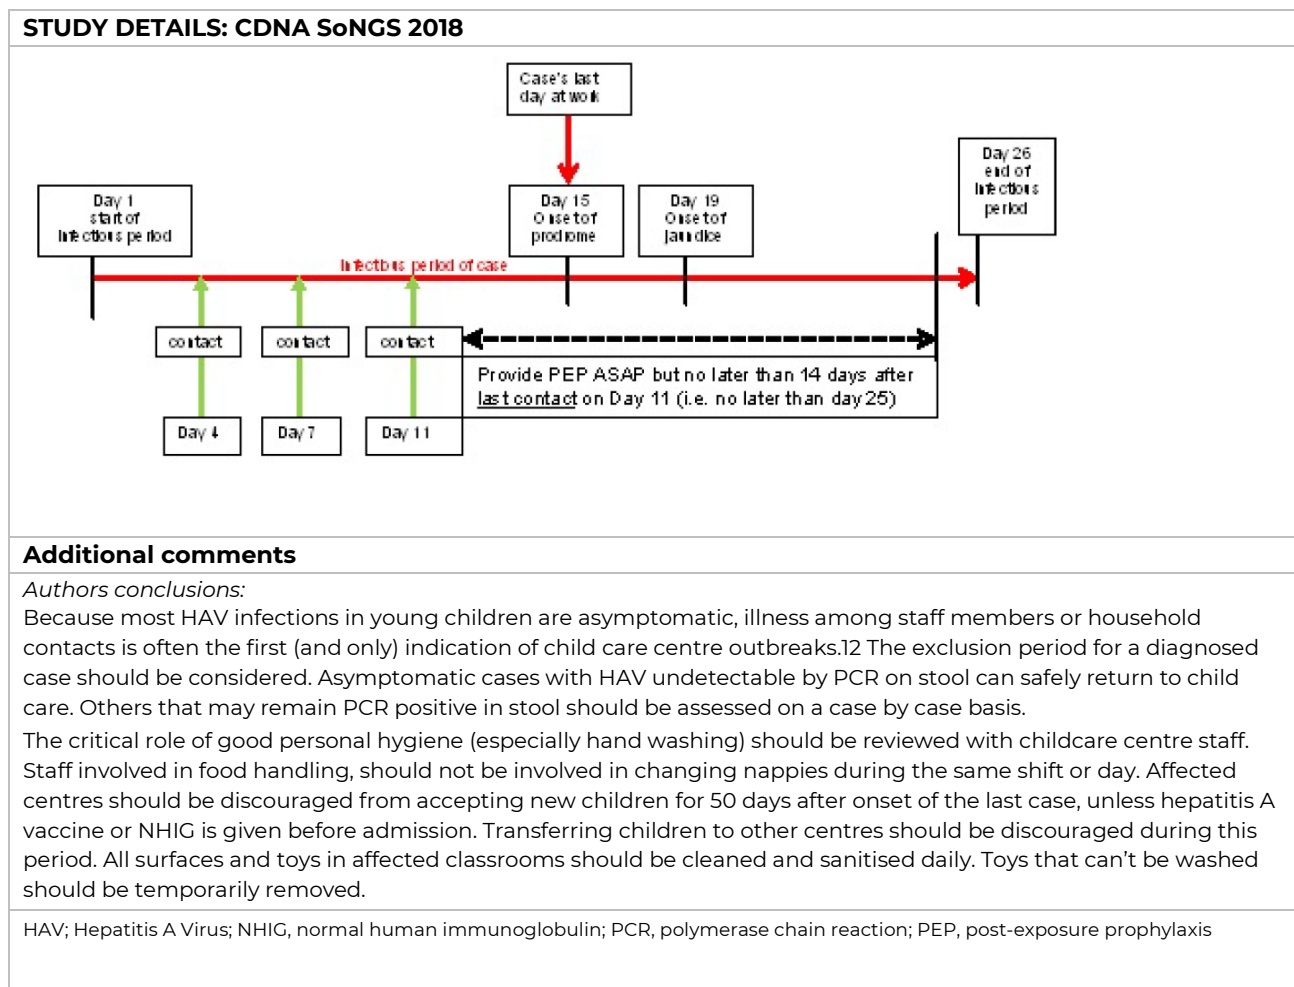 STUDY DETAILS: CDNA SoNGS 2018
Case's last
day at work
Day 26
end of
infectious
period
Day 1
start of
infectious period
Day 15
Onset of
prodrome
Day 19
Onset of
jaundice
Infectious period of case
contact
contact
contact
Provide PEP ASAP but no later than 14 days after
last contact on Day 11 (i.e. no later than day 25)
Day 4
Day 7
Day 11
Additional comments
Authors conclusions:
Because most HAV infections in young children are asymptomatic, illness among staff members or household
contacts is often the first (and only) indication of child care centre outbreaks.12 The exclusion period for a diagnosed
case should be considered. Asymptomatic cases with HAV undetectable by PCR on stool can safely return to child
care. Others that may remain PCR positive in stool should be assessed on a case by case basis.
The critical role of good personal hygiene (especially hand washing) should be reviewed with childcare centre staff.
Staff involved in food handling, should not be involved in changing nappies during the same shift or day. Affected
centres should be discouraged from accepting new children for 50 days after onset of the last case, unless hepatitis A
vaccine or NHIG is given before admission. Transferring children to other centres should be discouraged during this
period. All surfaces and toys in affected classrooms should be cleaned and sanitised daily. Toys that can't be washed
should be temporarily removed.
HAV; Hepatitis A Virus; NHIG, normal human immunoglobulin; PCR, polymerase chain reaction; PEP, post-exposure prophylaxis